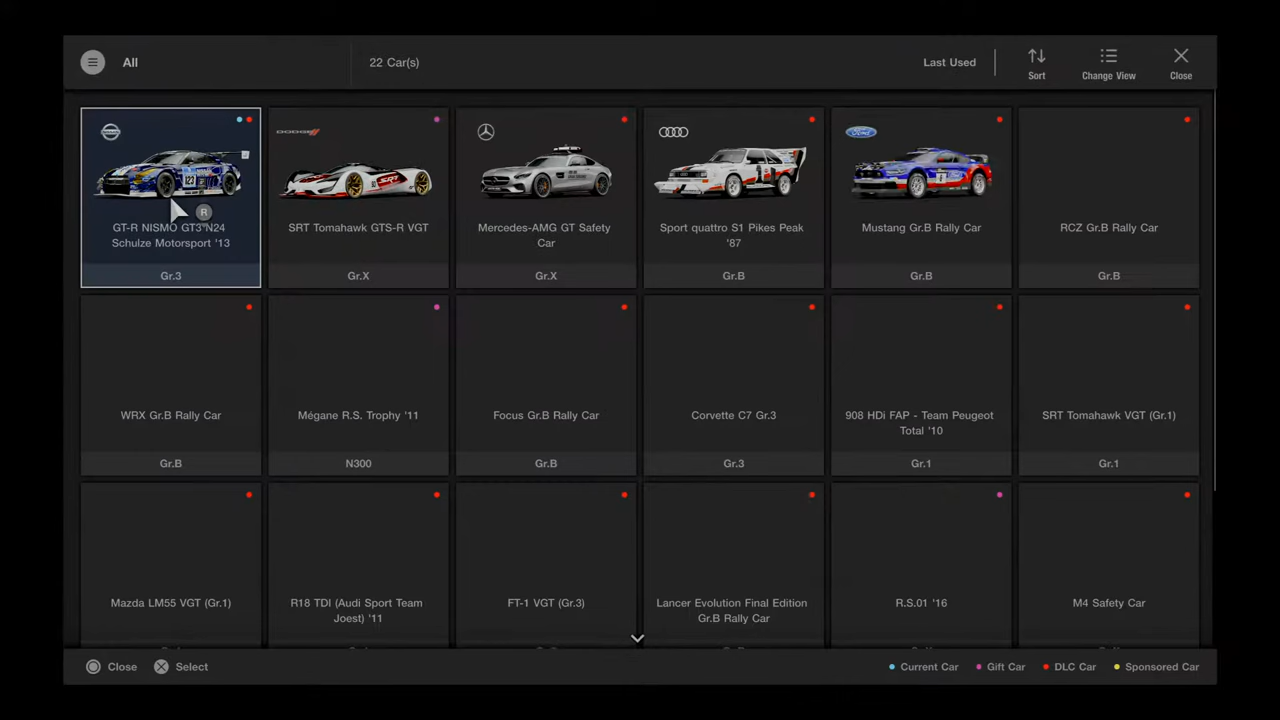 All
22 Car(s)
Last Used
Sort
Change View
Close
GT-R NISMO GT3 N24
Schulze Motorsport '13
Gr.3
R
DODGE
SRT Tomahawk GTS-R VGT
Gr.X
Mercedes-AMG GT Safety
Car
Gr.X
Sport quattro S1 Pikes Peak
'87
Gr.B
Ford
Mustang Gr.B Rally Car
Gr.B
RCZ Gr.B Rally Car
Gr.B
WRX Gr.B Rally Car
Gr.B
Mégane R.S. Trophy '11
N300
Focus Gr.B Rally Car
Gr.B
Corvette C7 Gr.3
Gr.3
908 HDi FAP - Team Peugeot
Total '10
Gr.1
SRT Tomahawk VGT (Gr.1)
Gr.1
Mazda LM55 VGT (Gr.1)
R18 TDI (Audi Sport Team
Joest) '11
FT-1 VGT (Gr.3)
Lancer Evolution Final Edition
Gr.B Rally Car
R.S.01 '16
M4 Safety Car
Close
Select
Current Car
Gift Car
DLC Car
Sponsored Car